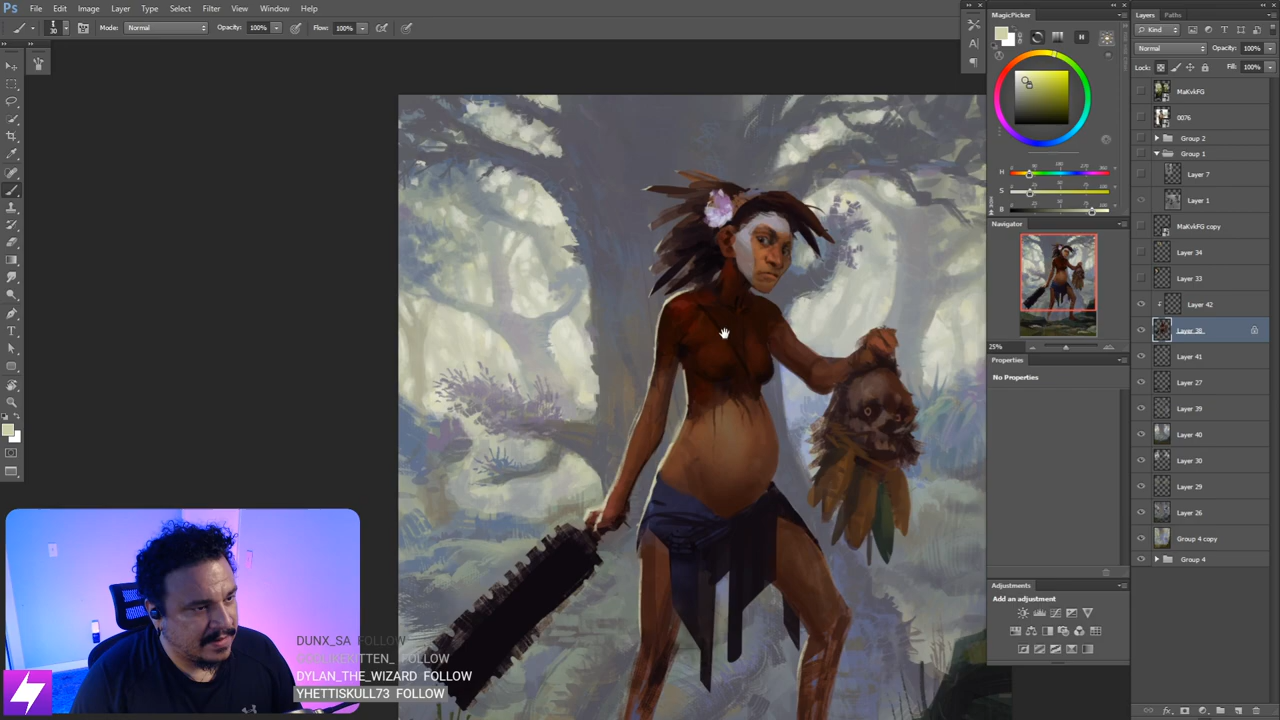 Ps File Edit Image Layer Type Select Filter 3D View Window Help
30 Mode: Normal Opacity: 100% Flow: 100%
MagicPicker
H
H
S
B
Navigator
25%
Properties
No Properties
Adjustments
Add an adjustment
Layers Paths
Kind
Normal Opacity: 100%
Lock: Fill: 100%
MaKvkFG
0076
Group 2
Group 1
Layer 7
Layer 1
MaKvkFG copy
Layer 34
Layer 33
Layer 42
Layer 38
Layer 41
Layer 27
Layer 39
Layer 40
Layer 30
Layer 29
Layer 26
Group 4 copy
Group 4
fx
DUNX_SA FOLLOW
FOLLOW
DYLAN_THE_WIZARD FOLLOW
YHETTISKULL73 FOLLOW